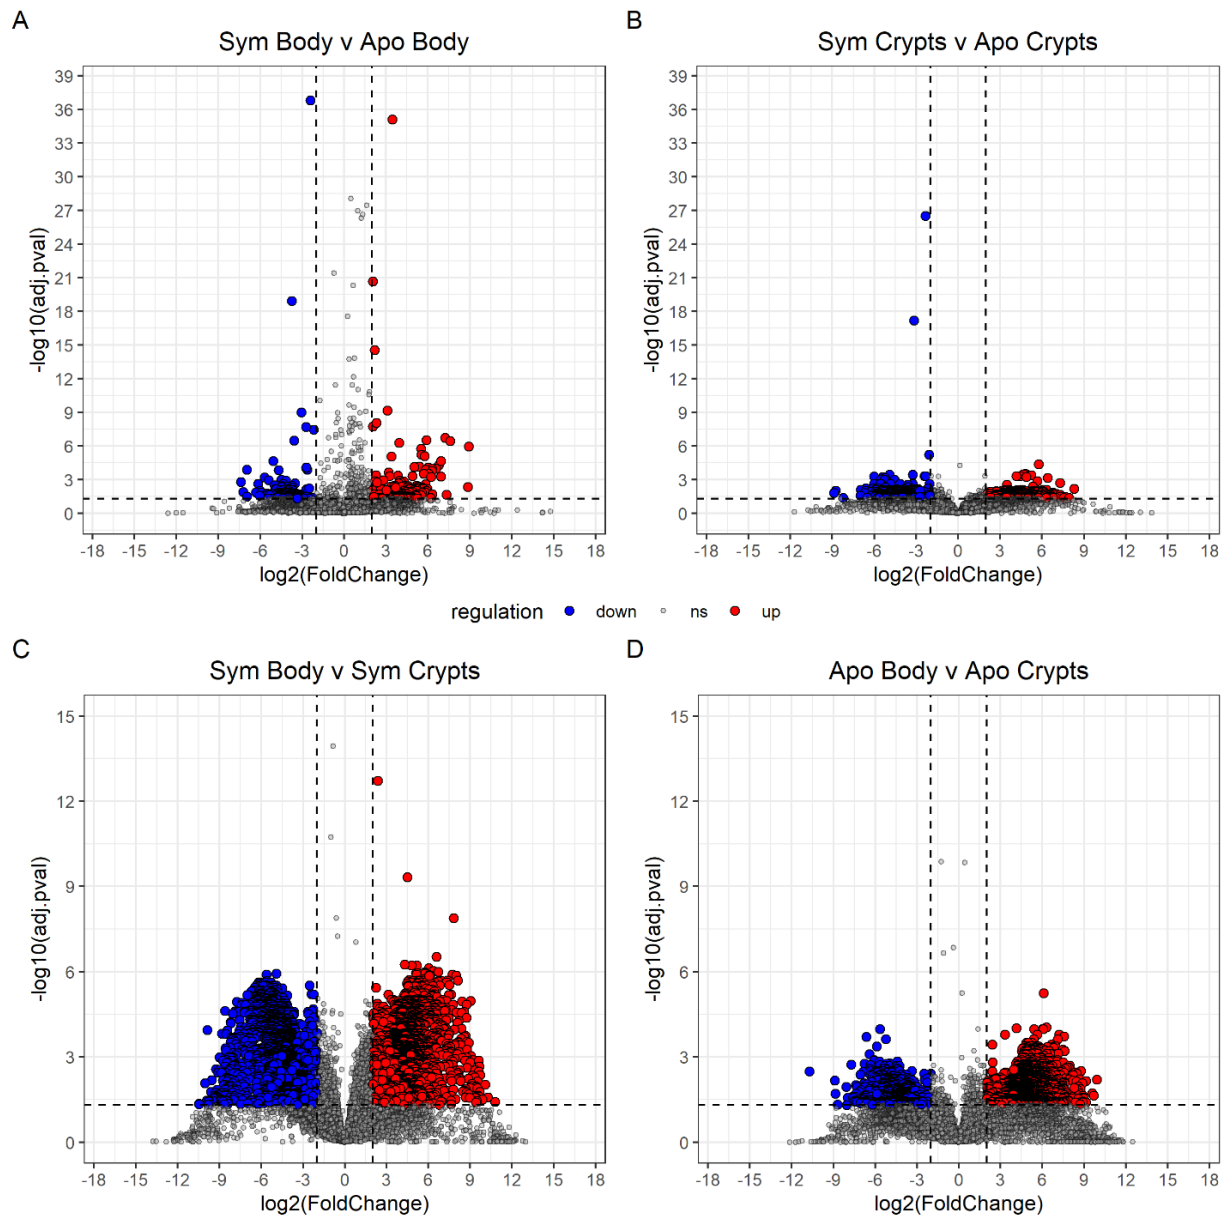 A
Sym Body v Apo Body
39
36
33
30
27
24
21
18
15
12
9
6
3
0
-log10(adj.pval)
-18 -15 -12 -9 -6 -3 0 3 6 9 12 15 18
log2(FoldChange)
B
Sym Crypts v Apo Crypts
39
36
33
30
27
24
21
18
15
12
9
6
3
0
-log10(adj.pval)
-18 -15 -12 -9 -6 -3 0 3 6 9 12 15 18
log2(FoldChange)
regulation down ns up
C
Sym Body v Sym Crypts
15
12
9
6
3
0
-log10(adj.pval)
-18 -15 -12 -9 -6 -3 0 3 6 9 12 15 18
log2(FoldChange)
D
Apo Body v Apo Crypts
15
12
9
6
3
0
-log10(adj.pval)
-18 -15 -12 -9 -6 -3 0 3 6 9 12 15 18
log2(FoldChange)